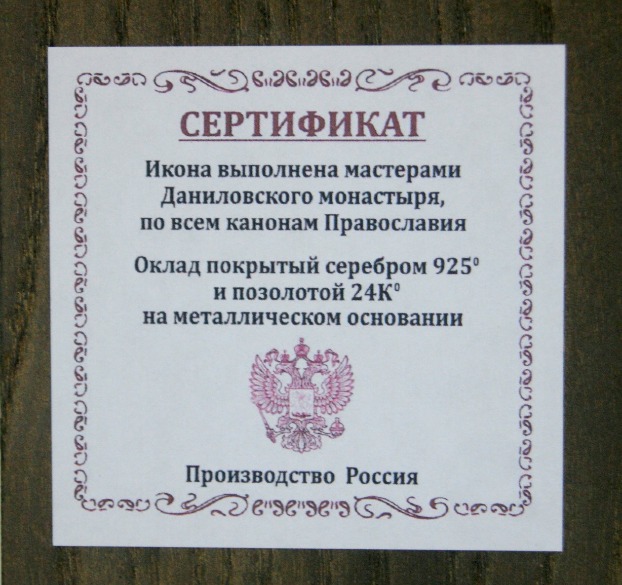 СЕРТИФИКАТ
Икона выполнена мастерами
Даниловского монастыря,
по всем канонам Православия
Оклад покрытый серебром 925⁰
и позолотой 24К⁰
на металлическом основании
Производство Россия